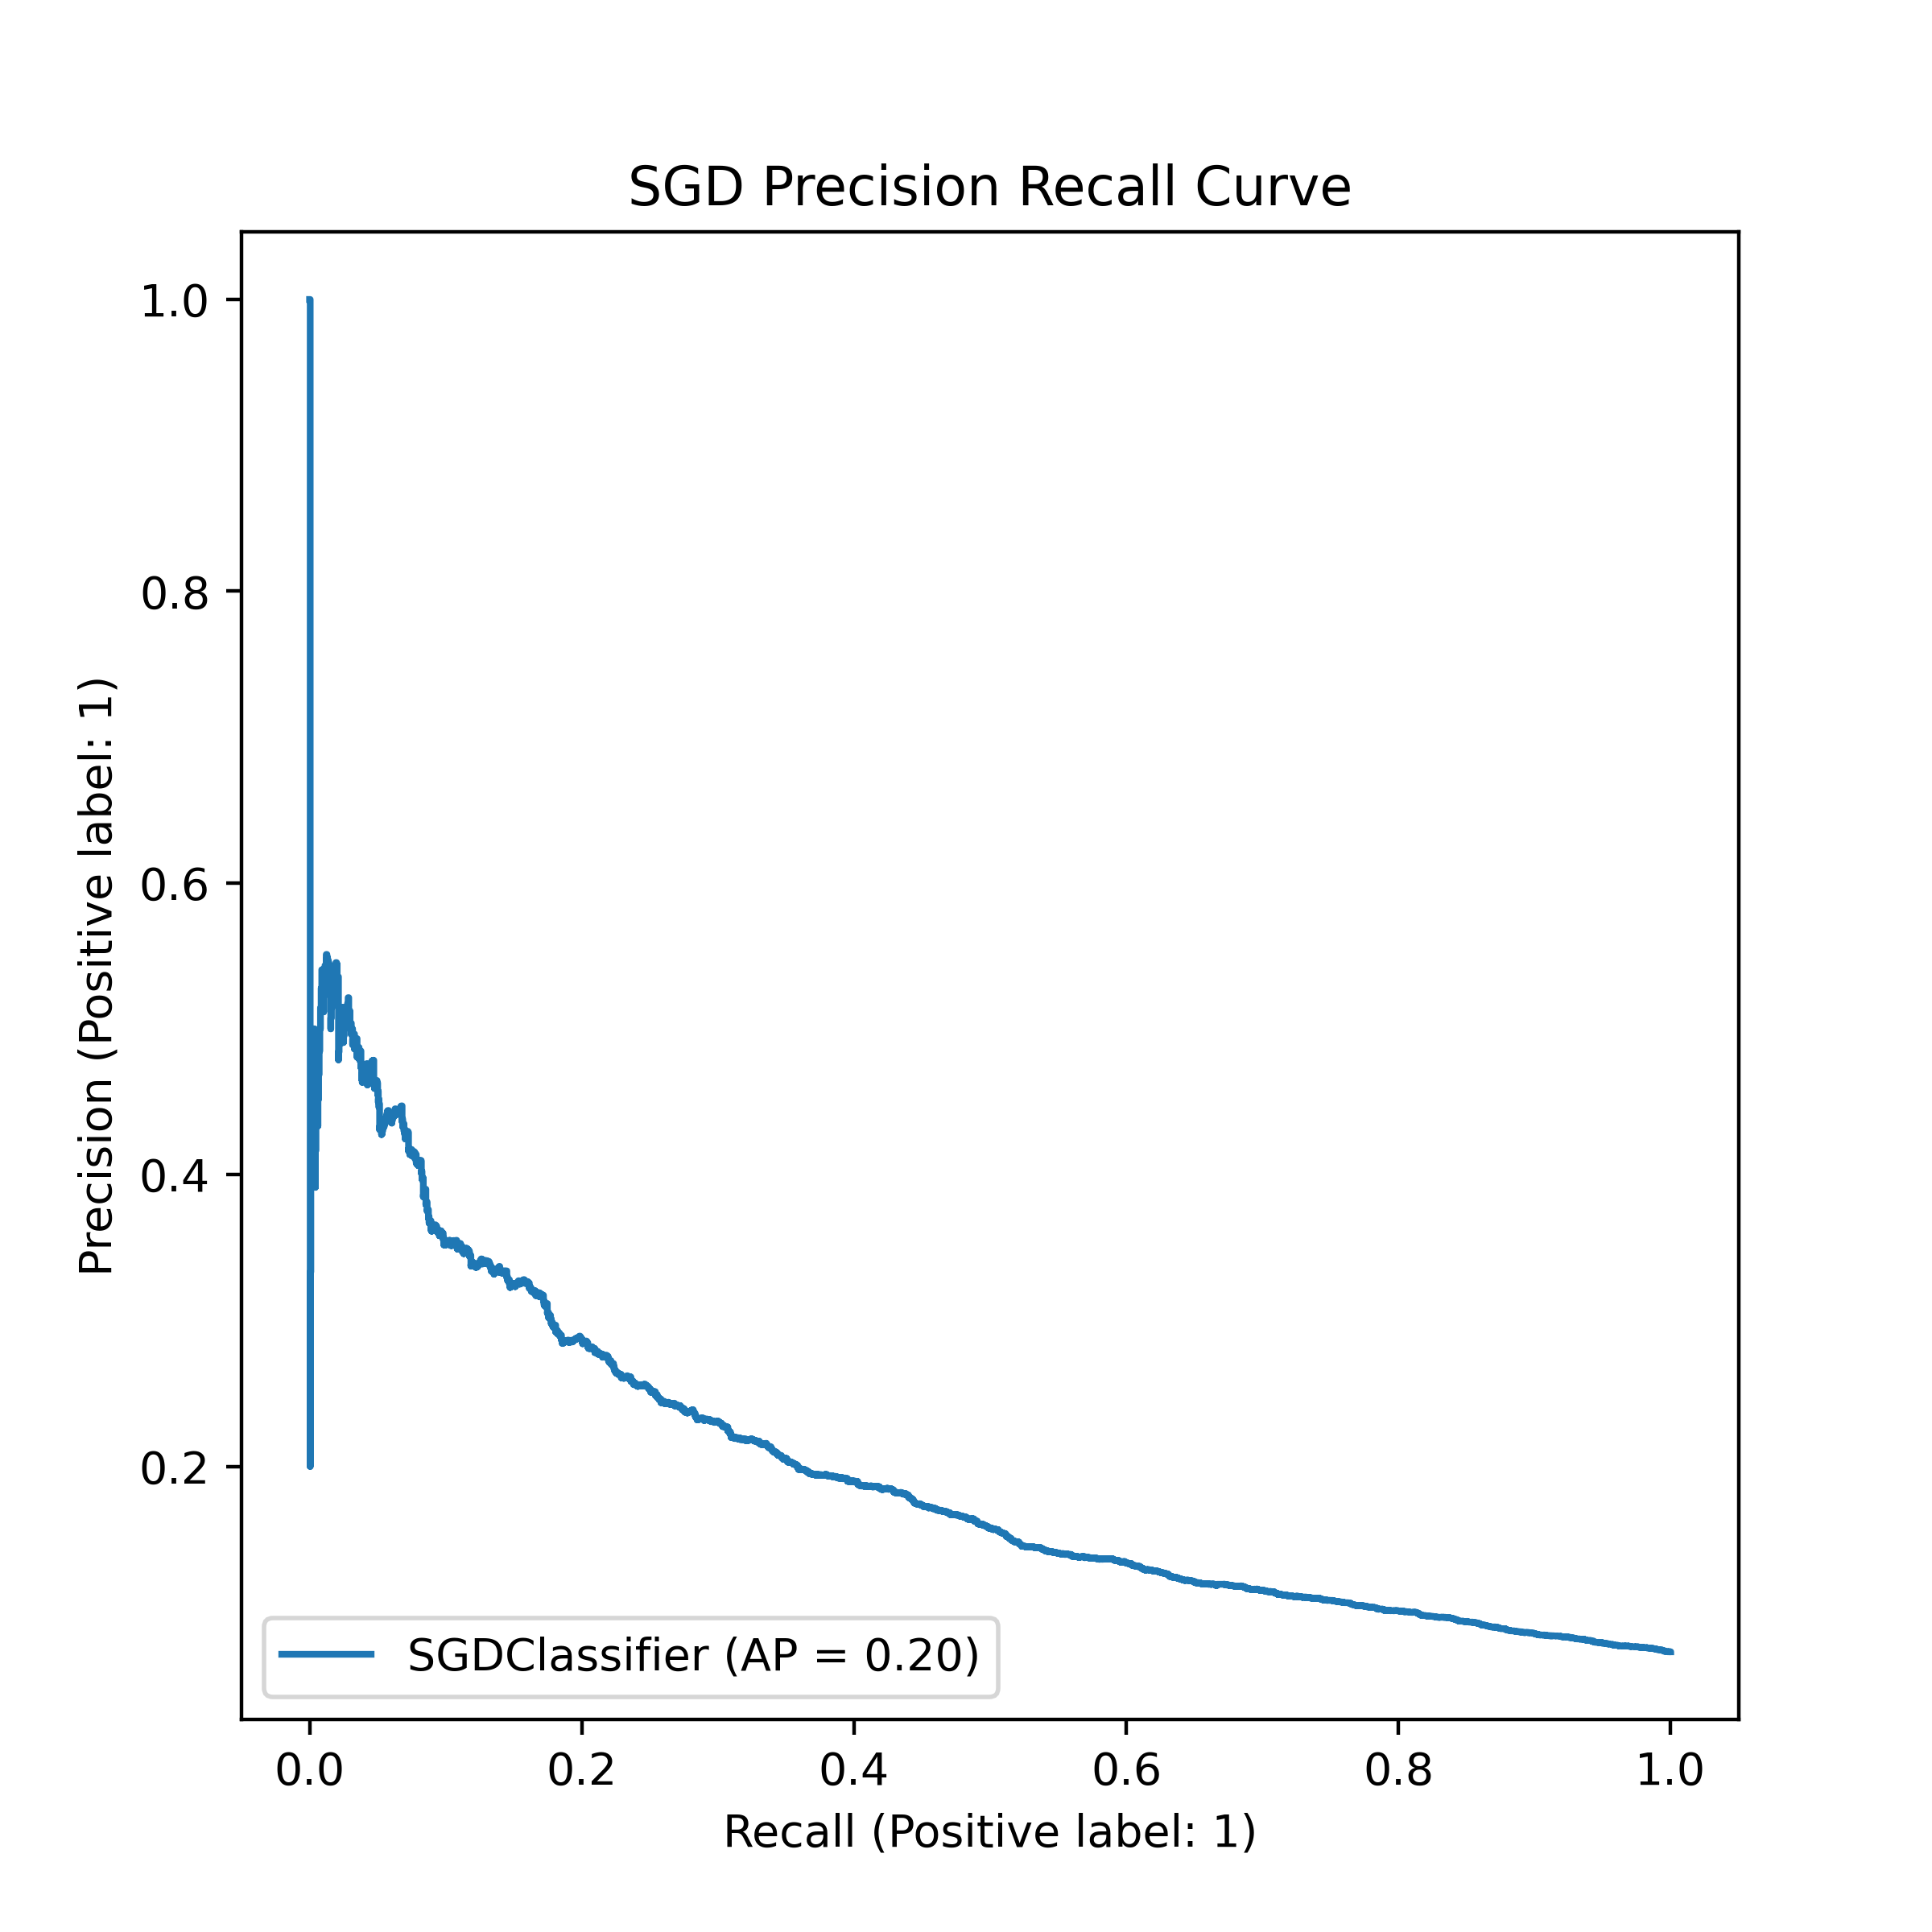 SGD Precision Recall Curve
1.0
0.8
0.6
0.4
0.2
Precision (Positive label: 1)
SGDClassifier (AP = 0.20)
0.0 0.2 0.4 0.6 0.8 1.0
Recall (Positive label: 1)